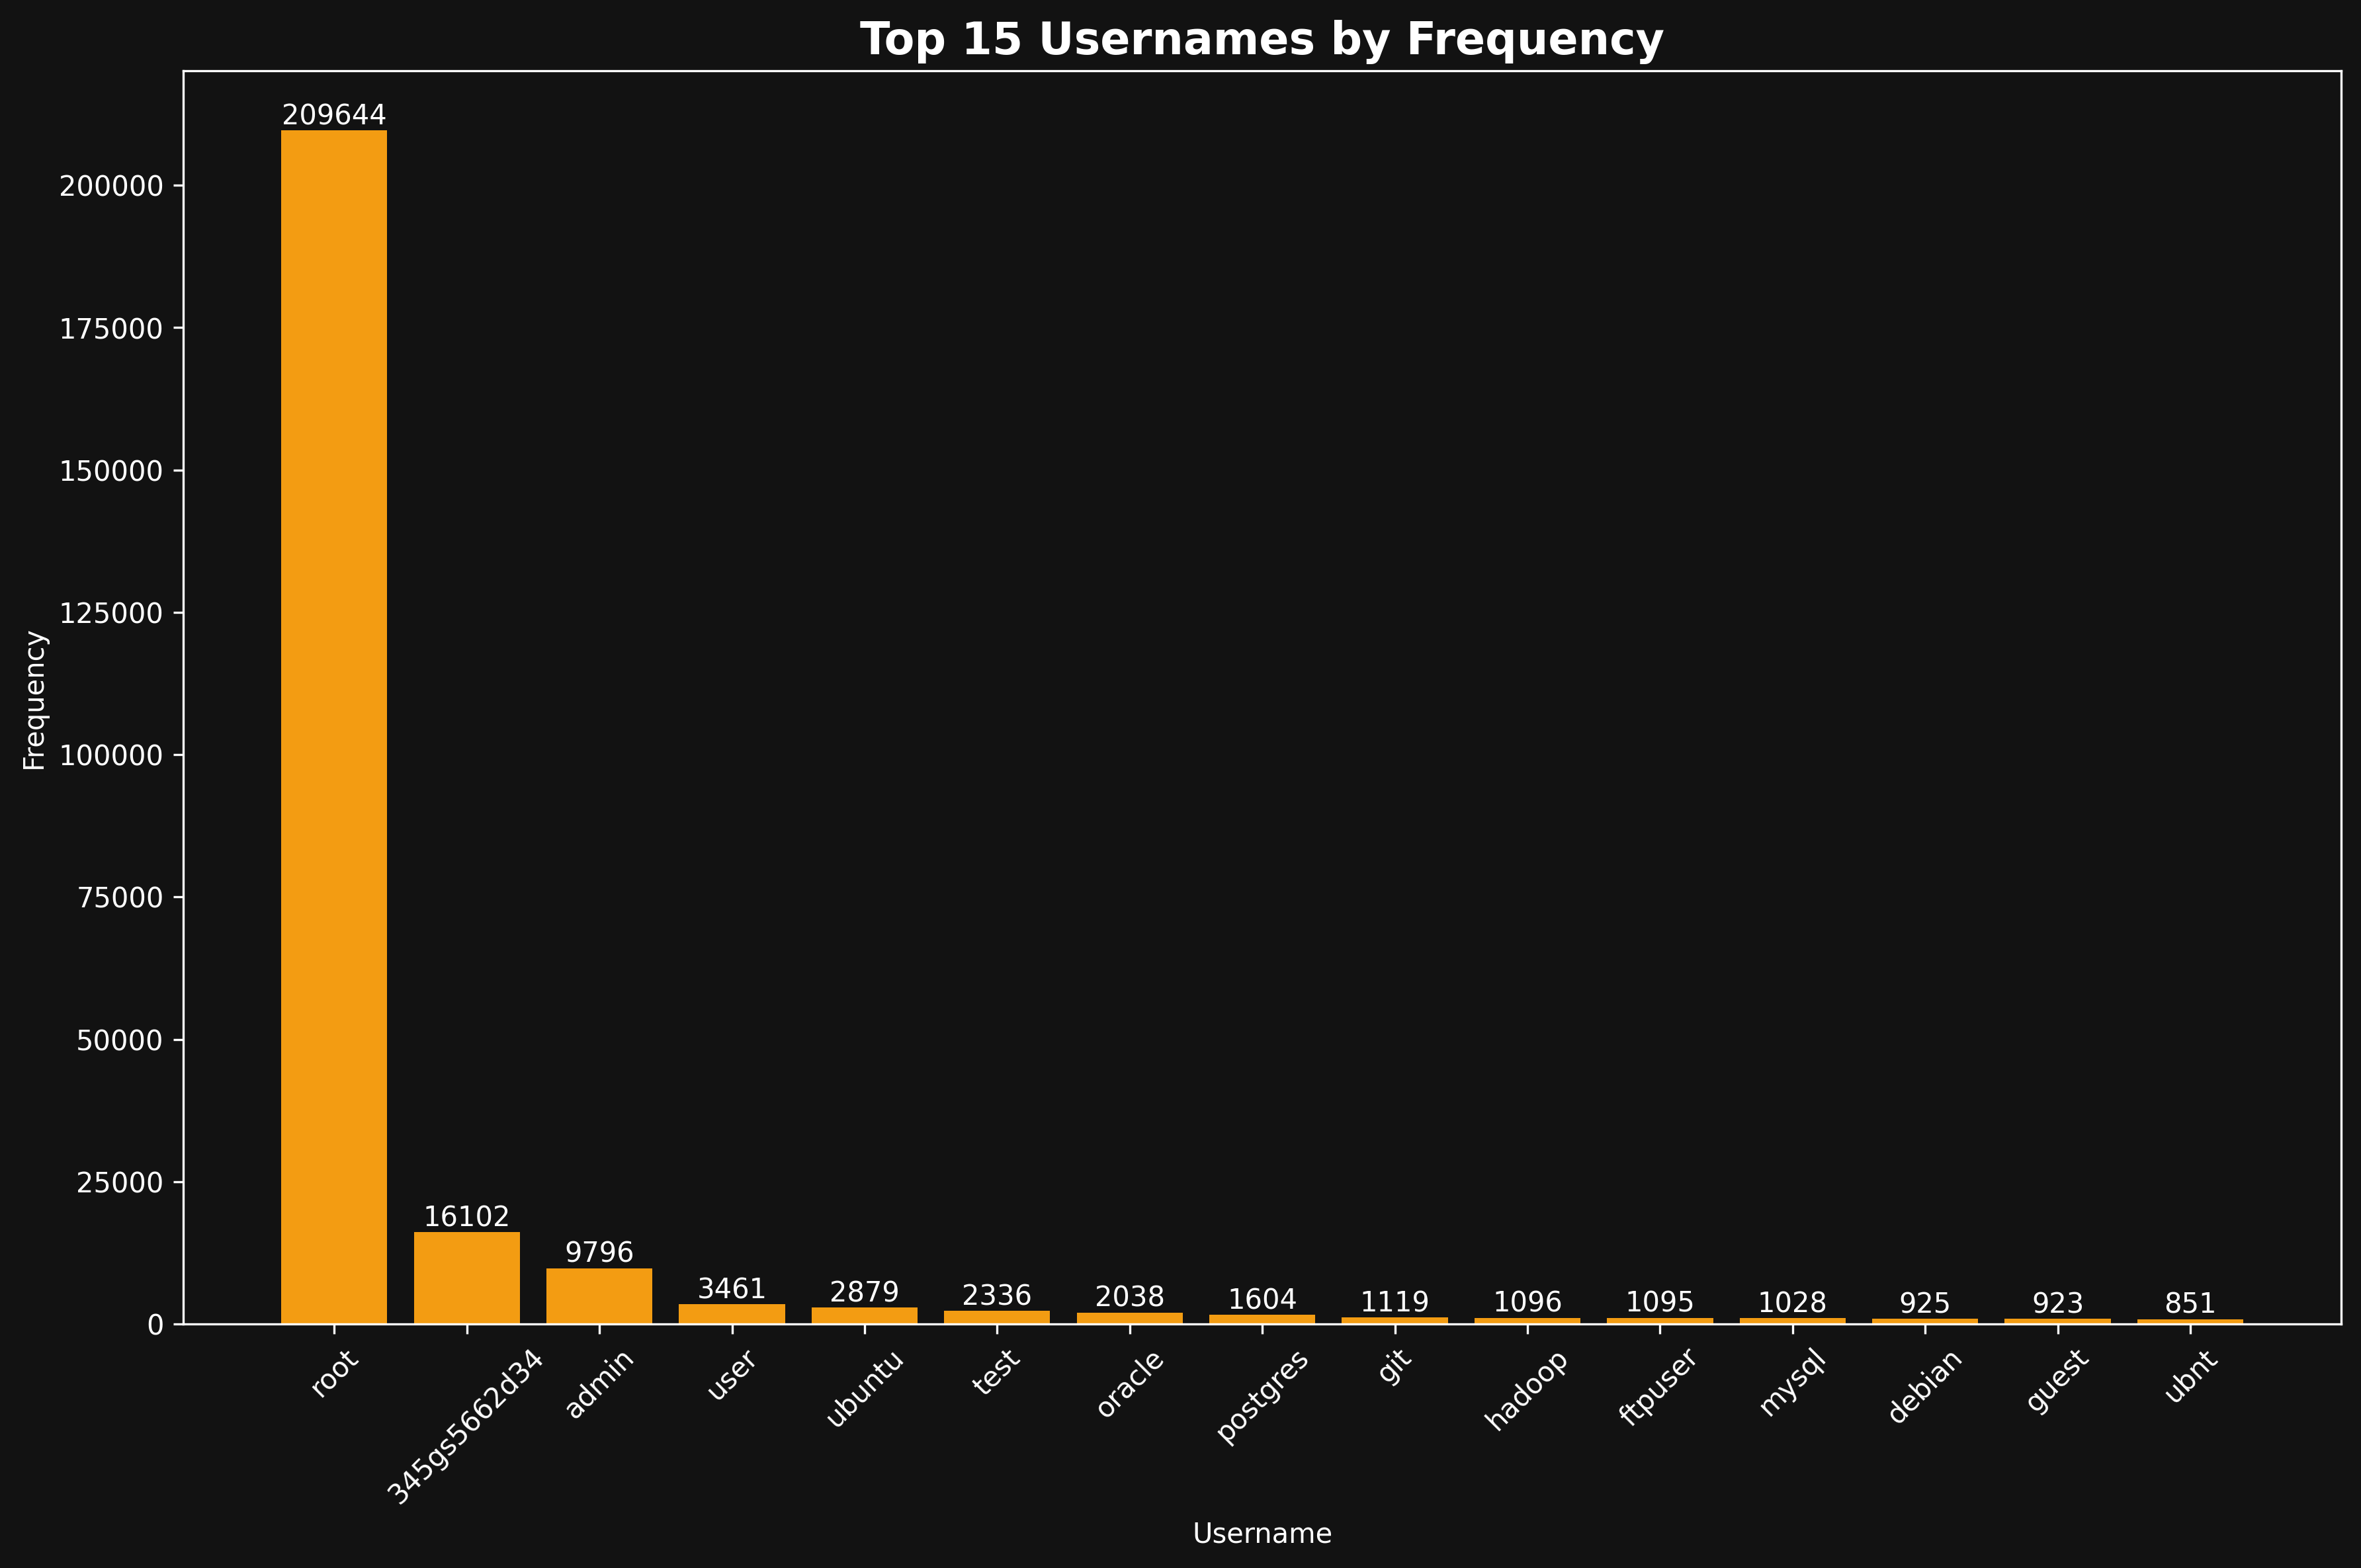 Top 15 Usernames by Frequency
Frequency
200000
175000
150000
125000
100000
75000
50000
25000
0
209644
16102
9796
3461
2879
2336
2038
1604
1119
1096
1095
1028
925
923
851
root
345gs5662d34
admin
user
ubuntu
test
oracle
postgres
git
hadoop
ftpuser
mysql
debian
guest
ubnt
Username